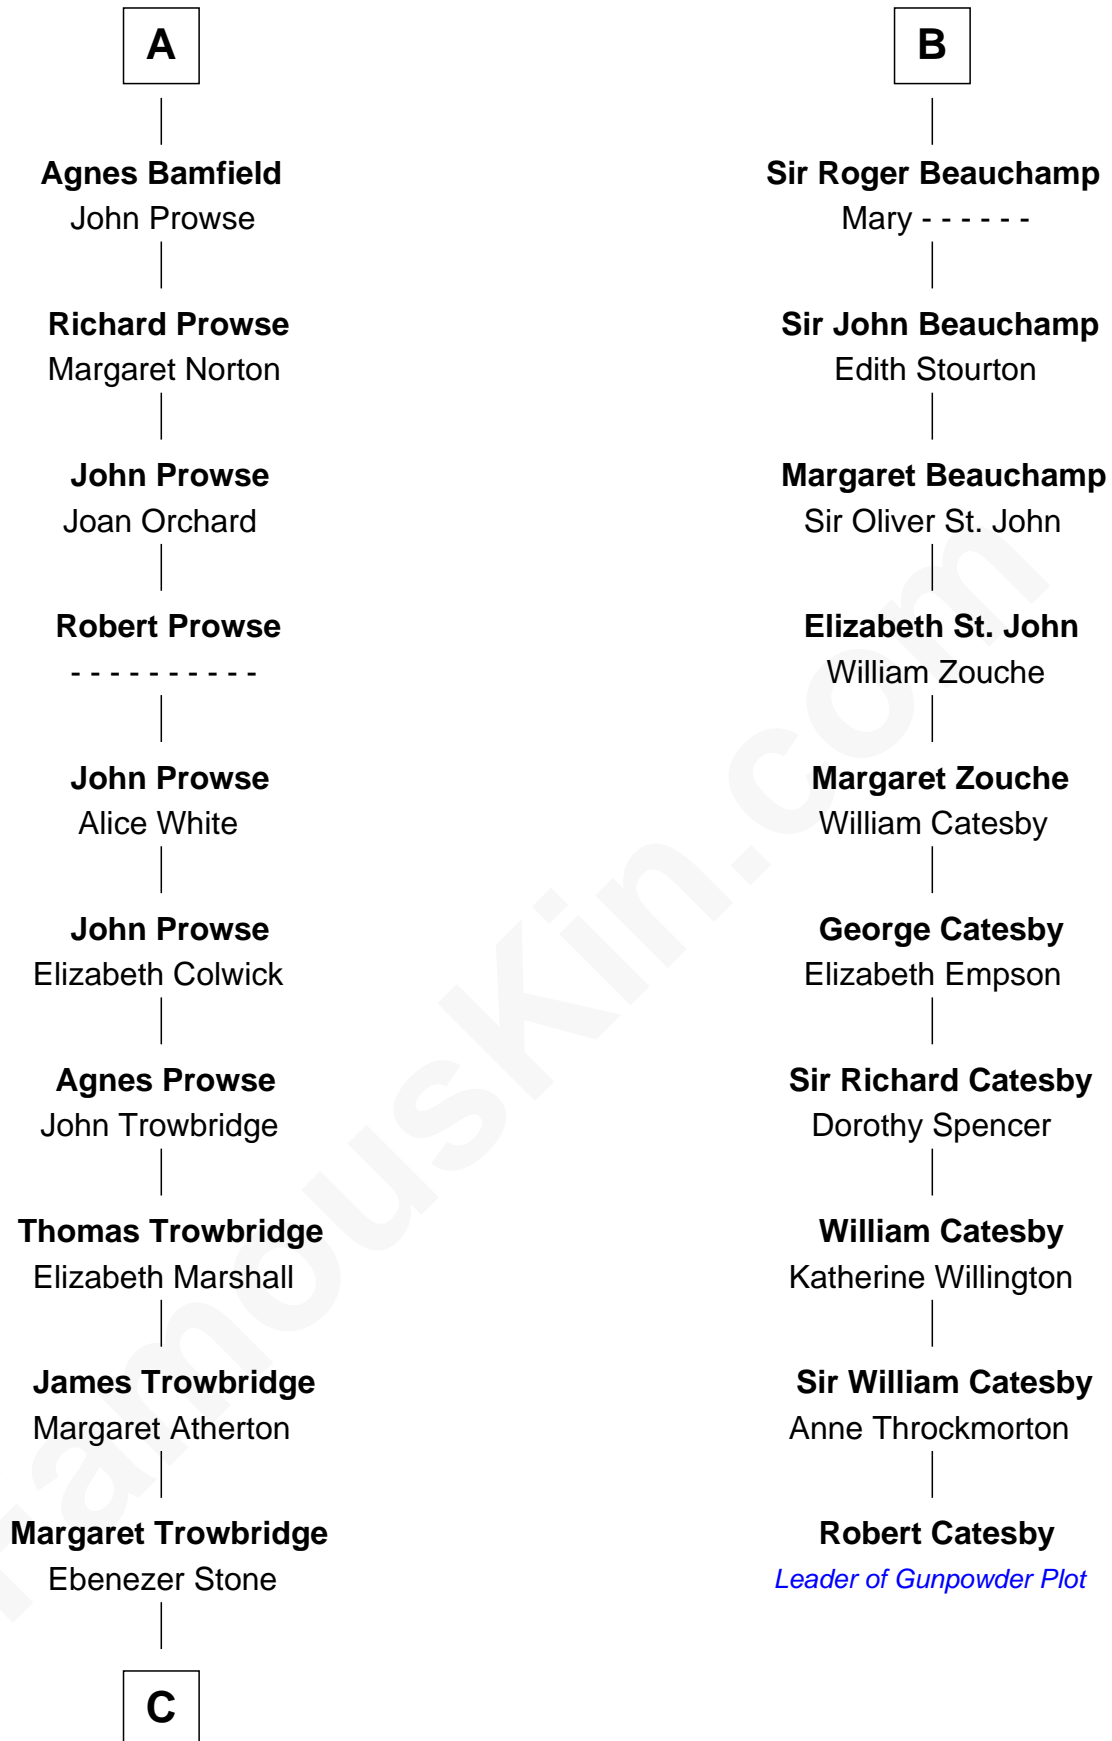 A
Agnes Bamfield
John Prowse
Richard Prowse
Margaret Norton
John Prowse
Joan Orchard
Robert Prowse
- - - - - - - - - -
John Prowse
Alice White
John Prowse
Elizabeth Colwick
Agnes Prowse
John Trowbridge
Thomas Trowbridge
Elizabeth Marshall
James Trowbridge
Margaret Atherton
Margaret Trowbridge
Ebenezer Stone
C
B
Sir Roger Beauchamp
Mary - - - - - -
Sir John Beauchamp
Edith Stourton
Margaret Beauchamp
Sir Oliver St. John
Elizabeth St. John
William Zouche
Margaret Zouche
William Catesby
George Catesby
Elizabeth Empson
Sir Richard Catesby
Dorothy Spencer
William Catesby
Katherine Willington
Sir William Catesby
Anne Throckmorton
Robert Catesby
Leader of Gunpowder Plot
FamousKin.com